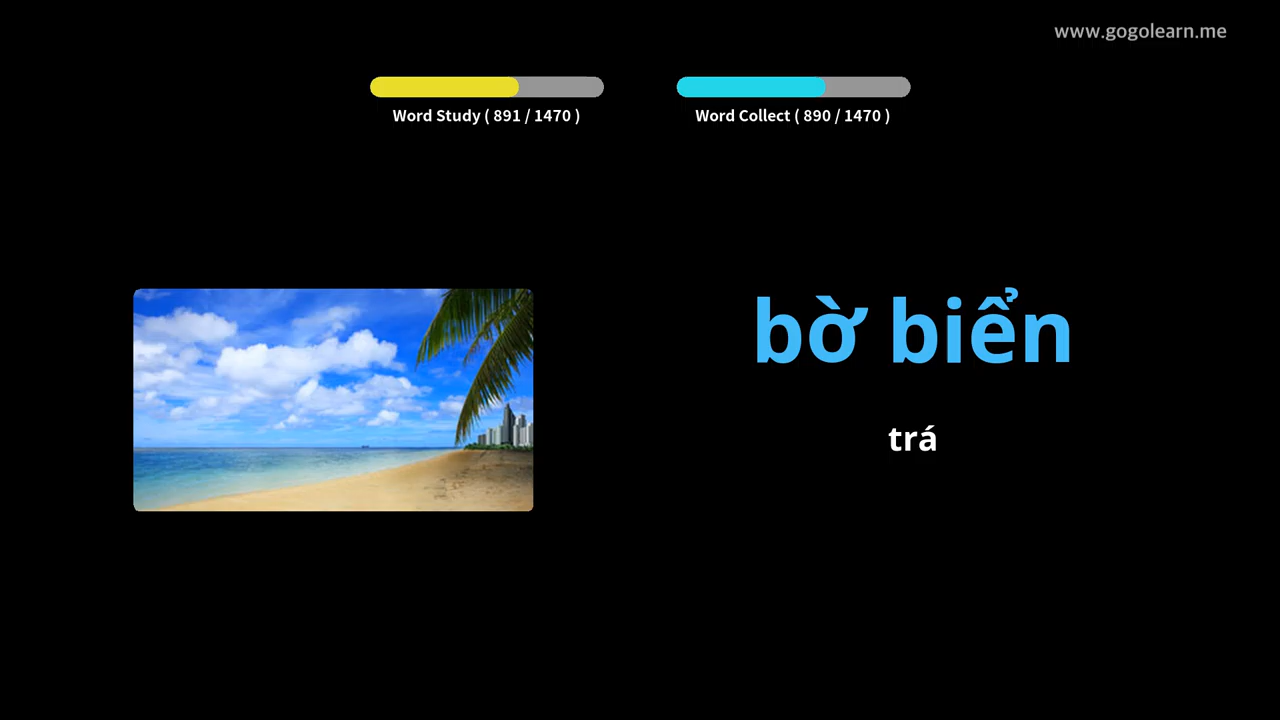 www.gogolearn.me
Word Study ( 891 / 1470 )
Word Collect ( 890 / 1470 )
bờ biển
trá